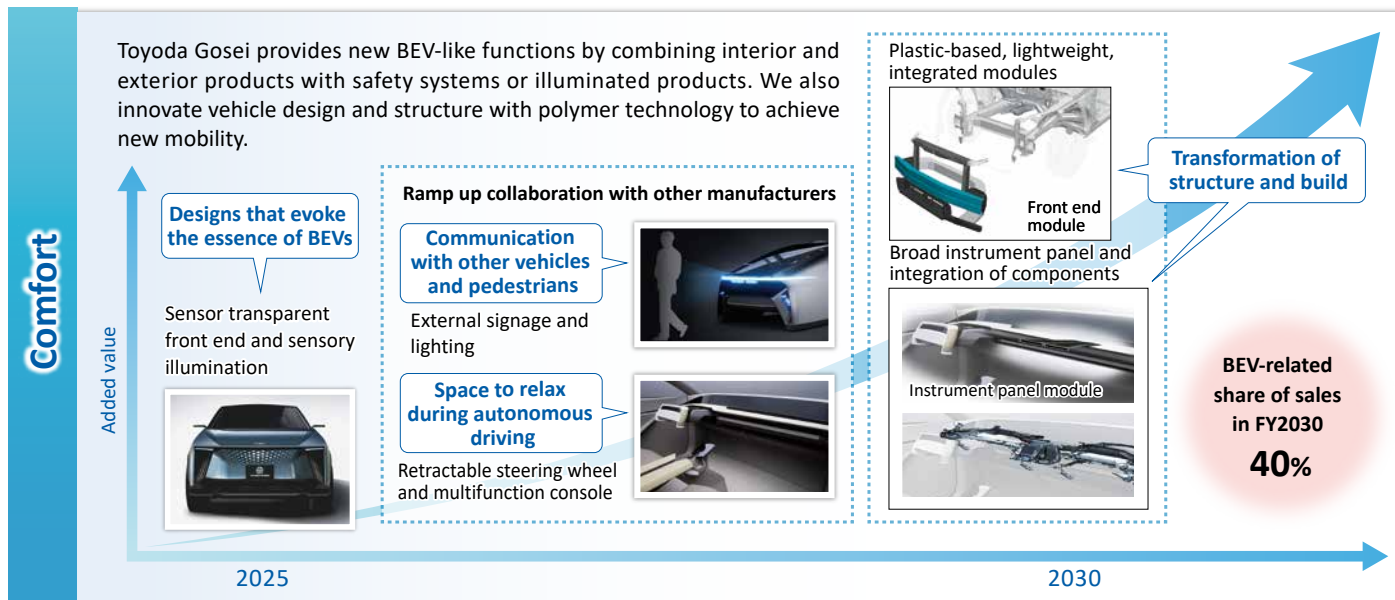 Comfort
Toyoda Gosei provides new BEV-like functions by combining interior and
exterior products with safety systems or illuminated products. We also
innovate vehicle design and structure with polymer technology to achieve
new mobility.
Added value
Designs that evoke
the essence of BEVs
Sensor transparent
front end and sensory
illumination
Ramp up collaboration with other manufacturers
Communication
with other vehicles
and pedestrians
External signage and
lighting
Space to relax
during autonomous
driving
Retractable steering wheel
and multifunction console
Plastic-based, lightweight,
integrated modules
Front end
module
Broad instrument panel and
integration of components
Instrument panel module
Transformation of
structure and build
BEV-related
share of sales
in FY2030
40%
2025
2030